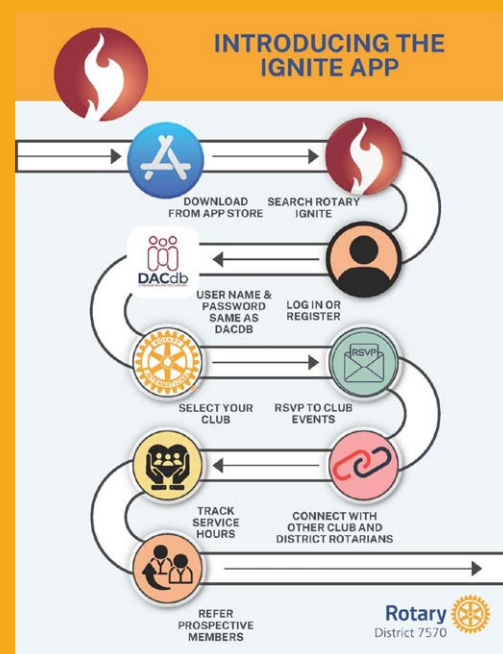 INTRODUCING THE
IGNITE APP
DOWNLOAD
FROM APP STORE
SEARCH ROTARY
IGNITE
LOG IN OR
REGISTER
DACdb
USER NAME &
PASSWORD
SAME AS
DACDB
ROTARY
INTERNATIONAL
SELECT YOUR
CLUB
RSVP
RSVP TO CLUB
EVENTS
CONNECT WITH
OTHER CLUB AND
DISTRICT ROTARIANS
TRACK
SERVICE
HOURS
REFER
PROSPECTIVE
MEMBERS
Rotary
District 7570